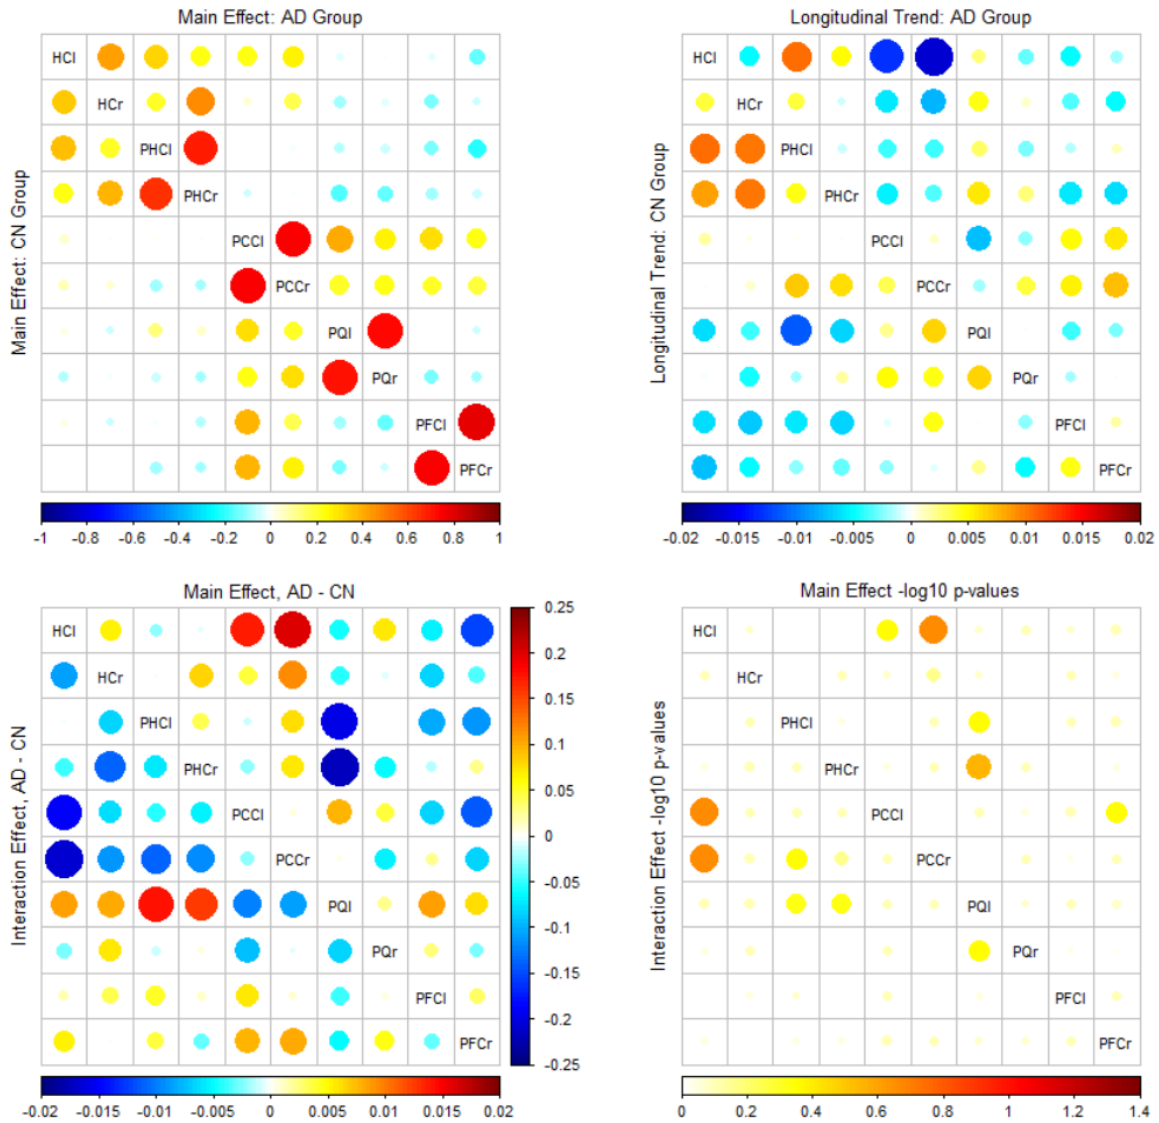 Main Effect: AD Group
Main Effect: CN Group
HCl
HCr
PHCl
PHCr
PCCl
PCCr
PQl
PQr
PFCl
PFCr
-1 -0.8 -0.6 -0.4 -0.2 0 0.2 0.4 0.6 0.8 1
Longitudinal Trend: AD Group
Longitudinal Trend: CN Group
HCl
HCr
PHCl
PHCr
PCCl
PCCr
PQl
PQr
PFCl
PFCr
-0.02 -0.015 -0.01 -0.005 0 0.005 0.01 0.015 0.02
Main Effect, AD - CN
Interaction Effect, AD - CN
HCl
HCr
PHCl
PHCr
PCCl
PCCr
PQl
PQr
PFCl
PFCr
0.25
0.2
0.15
0.1
0.05
0
-0.05
-0.1
-0.15
-0.2
-0.25
-0.02 -0.015 -0.01 -0.005 0 0.005 0.01 0.015 0.02
Main Effect -log10 p-values
Interaction Effect -log10 p-values
HCl
HCr
PHCl
PHCr
PCCl
PCCr
PQl
PQr
PFCl
PFCr
0 0.2 0.4 0.6 0.8 1 1.2 1.4